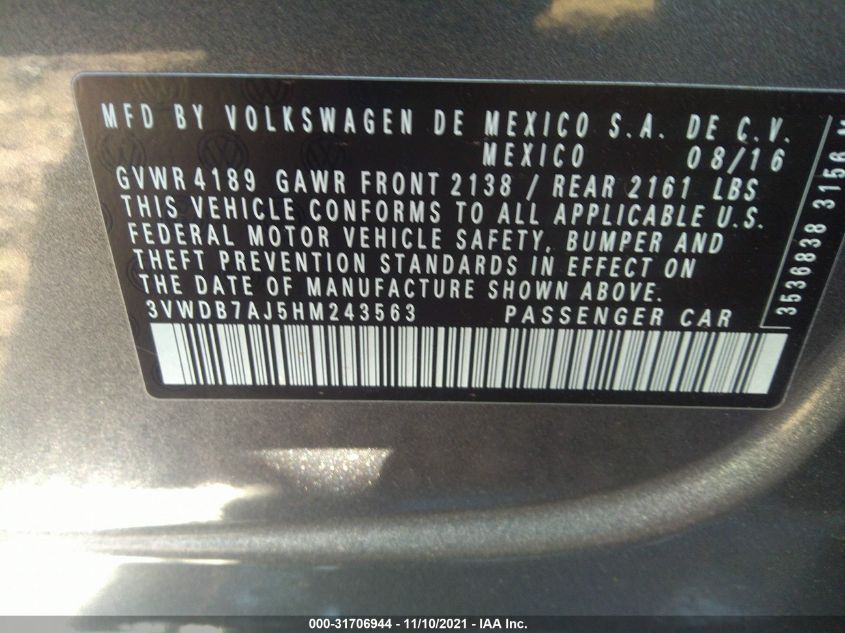 MFD BY VOLKSWAGEN DE MEXICO S.A. DE C.V.
MEXICO 08/16
GVWR 4189 GAWR FRONT 2138 / REAR 2161 LBS
THIS VEHICLE CONFORMS TO ALL APPLICABLE U.S.
FEDERAL MOTOR VEHICLE SAFETY, BUMPER AND
THEFT PREVENTION STANDARDS IN EFFECT ON
THE DATE OF MANUFACTURE SHOWN ABOVE.
3VWDB7AJ5HM243563 PASSENGER CAR
3536838 3156
000-31706944 - 11/10/2021 - IAA Inc.